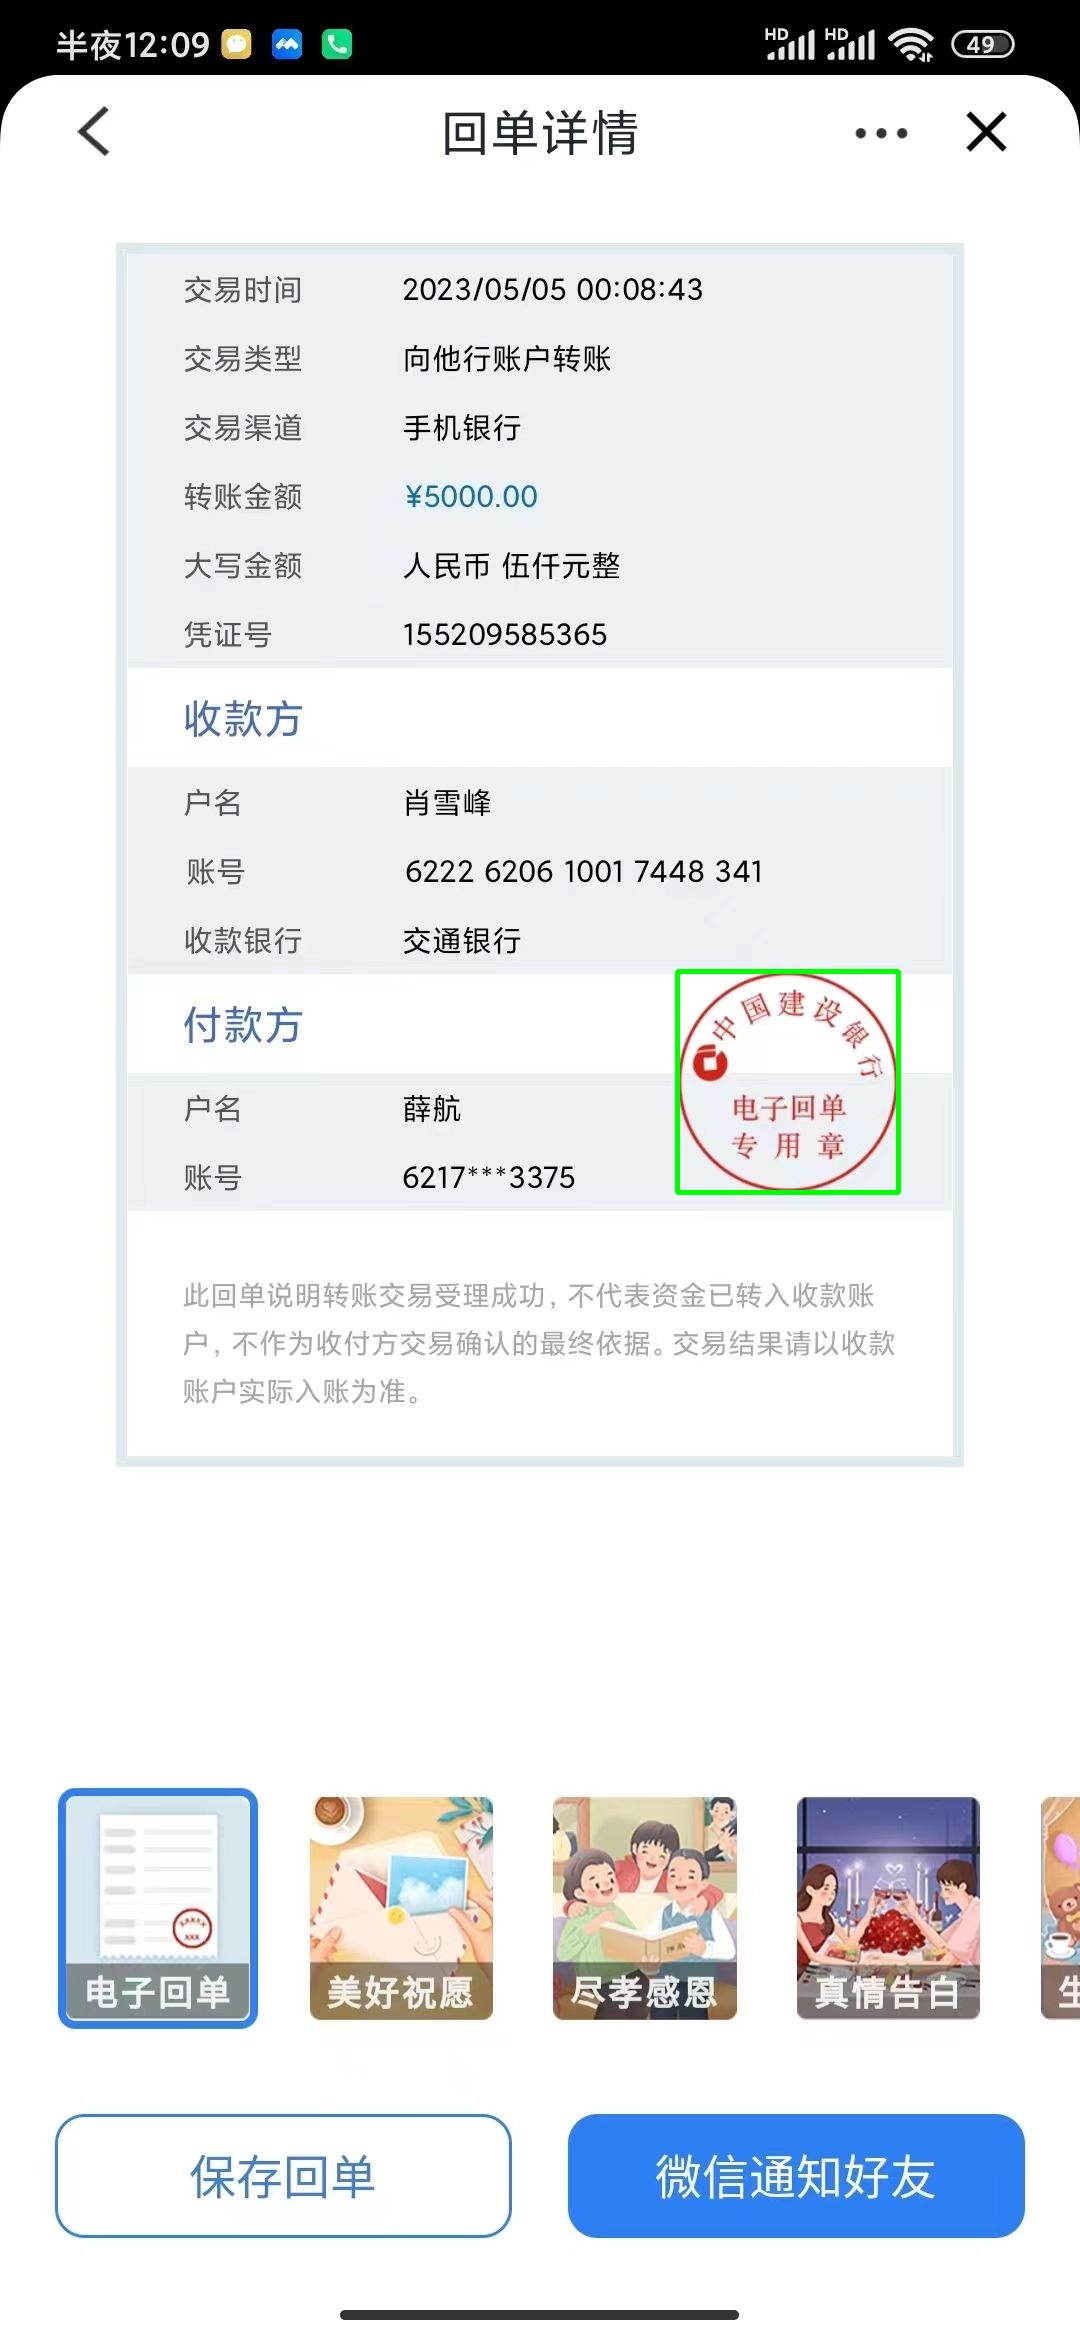 半夜12:09
HD HD 49
回单详情
交易时间 2023/05/05 00:08:43
交易类型 向他行账户转账
交易渠道 手机银行
转账金额 ¥5000.00
大写金额 人民币 伍仟元整
凭证号 155209585365
收款方
户名 肖雪峰
账号 6222 6206 1001 7448 341
收款银行 交通银行
付款方
户名 薛航
账号 6217***3375
中国建设银行
电子回单
专用章
此回单说明转账交易受理成功,不代表资金已转入收款账
户,不作为收付方交易确认的最终依据。交易结果请以收款
账户实际入账为准。
XXXXX
XXX
电子回单
美好祝愿
尽孝感恩
真情告白
生
保存回单
微信通知好友